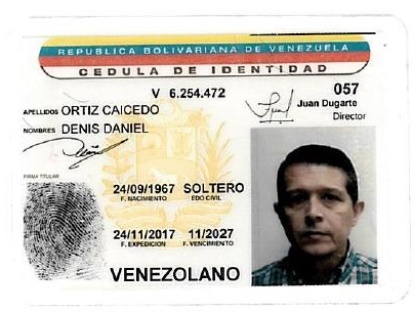 REPUBLICA BOLIVARIANA DE VENEZUELA
CEDULA DE IDENTIDAD
V 6.254.472
057
Juan Dugarte
Director
APELLIDOS ORTIZ CAICEDO
NOMBRES DENIS DANIEL
FIRMA TITULAR
24/09/1967 SOLTERO
F. NACIMIENTO EDO CIVIL
24/11/2017 11/2027
F. EXPEDICION F. VENCIMIENTO
VENEZOLANO